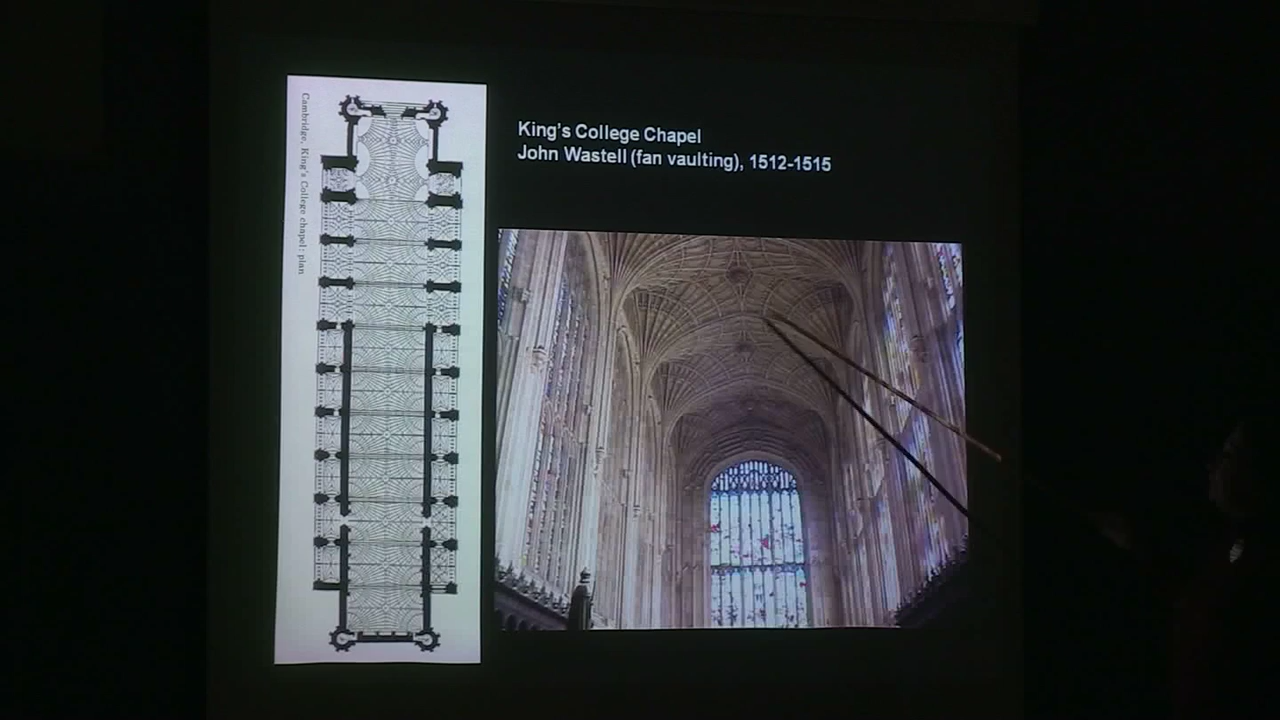 Cambridge, King's College chapel: plan
King's College Chapel
John Wastell (fan vaulting), 1512-1515